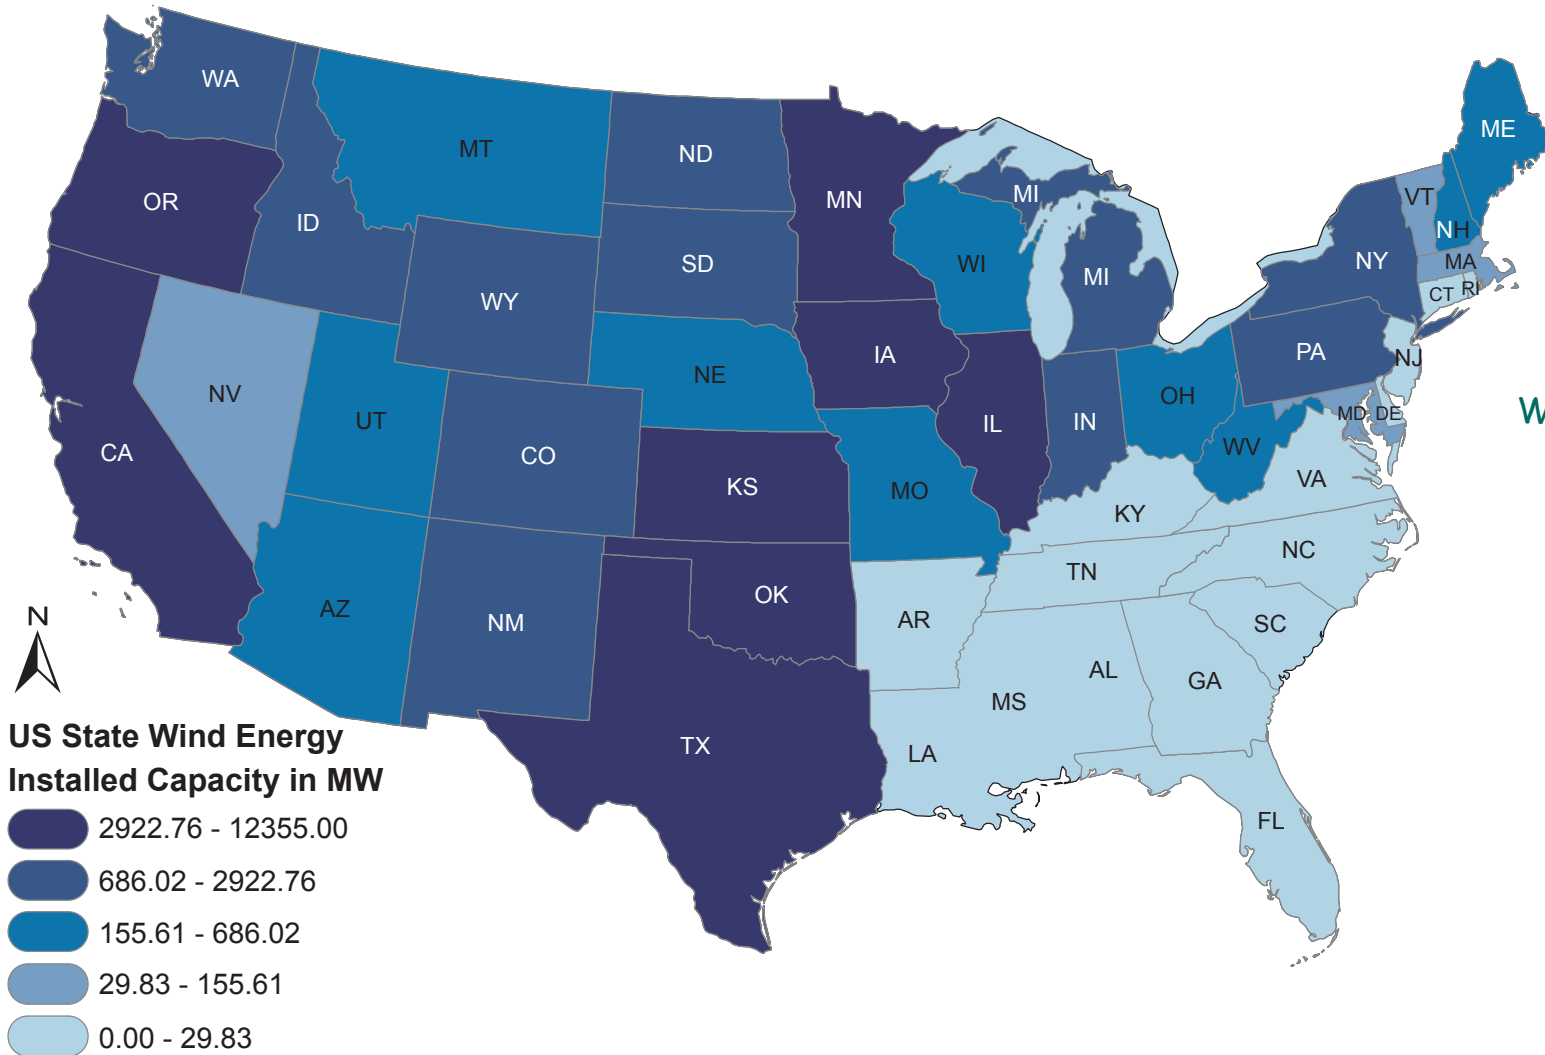 WA
MT
ND
MN
ME
OR
ID
SD
MI
VT
NH
WI
NY
MA
WY
MI
CT
RI
IA
PA
NJ
NV
UT
NE
OH
MD
DE
W
CA
CO
IL
IN
WV
KS
MO
VA
KY
NC
TN
OK
AZ
NM
AR
SC
N
AL
GA
MS
TX
LA
FL
US State Wind Energy
Installed Capacity in MW
2922.76 - 12355.00
686.02 - 2922.76
155.61 - 686.02
29.83 - 155.61
0.00 - 29.83